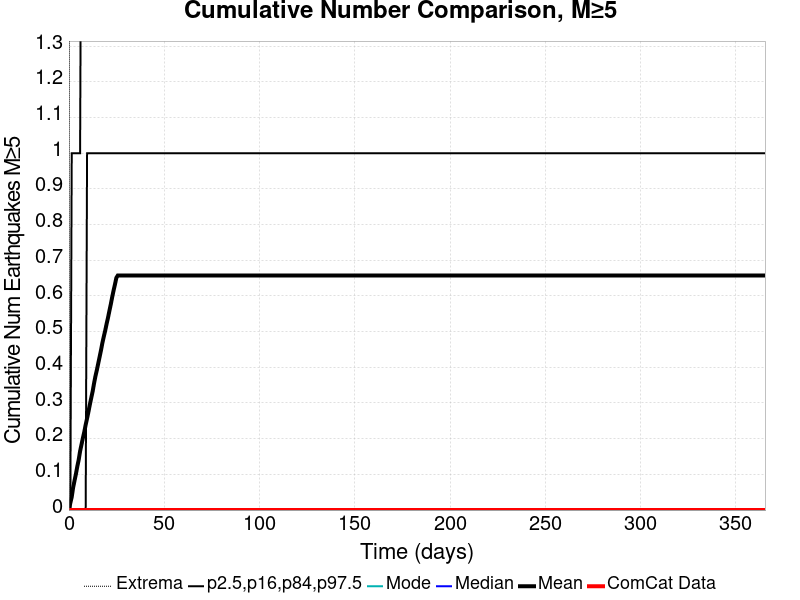 Cumulative Number Comparison, M≥5
Cumulative Num Earthquakes M≥5
1.3
1.2
1.1
1
0.9
0.8
0.7
0.6
0.5
0.4
0.3
0.2
0.1
0
0 50 100 150 200 250 300 350
Time (days)
Extrema p2.5,p16,p84,p97.5 Mode Median Mean ComCat Data